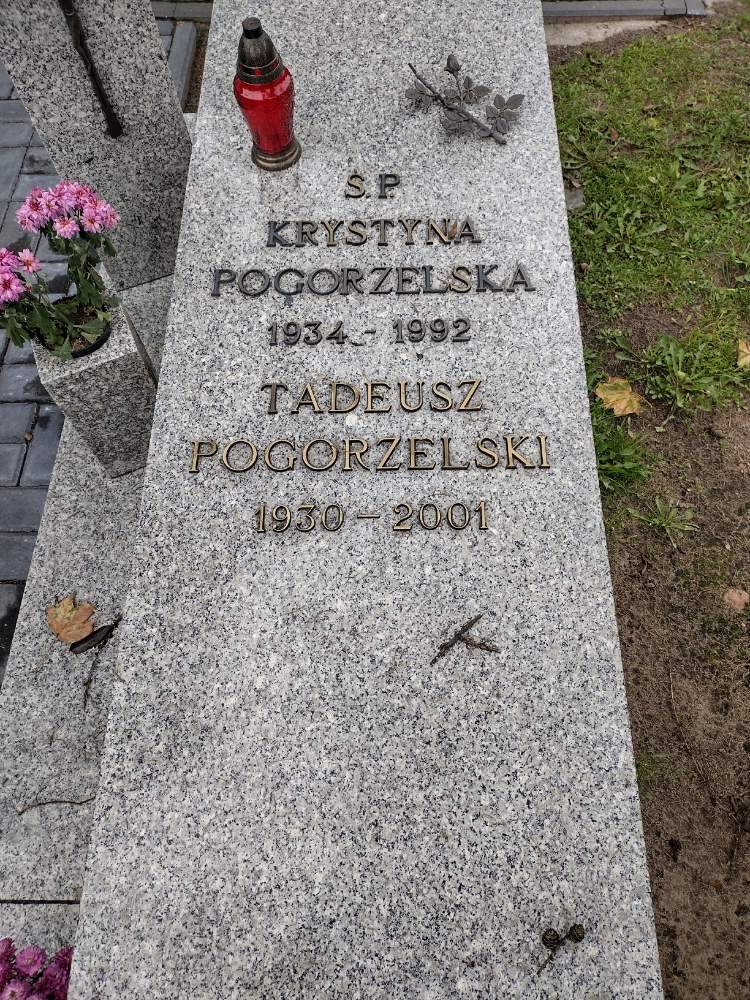 S.P
KRYSTYNA
POGORZELSKA
1934 - 1992
TADEUSZ
POGORZELSKI
1930 - 2001